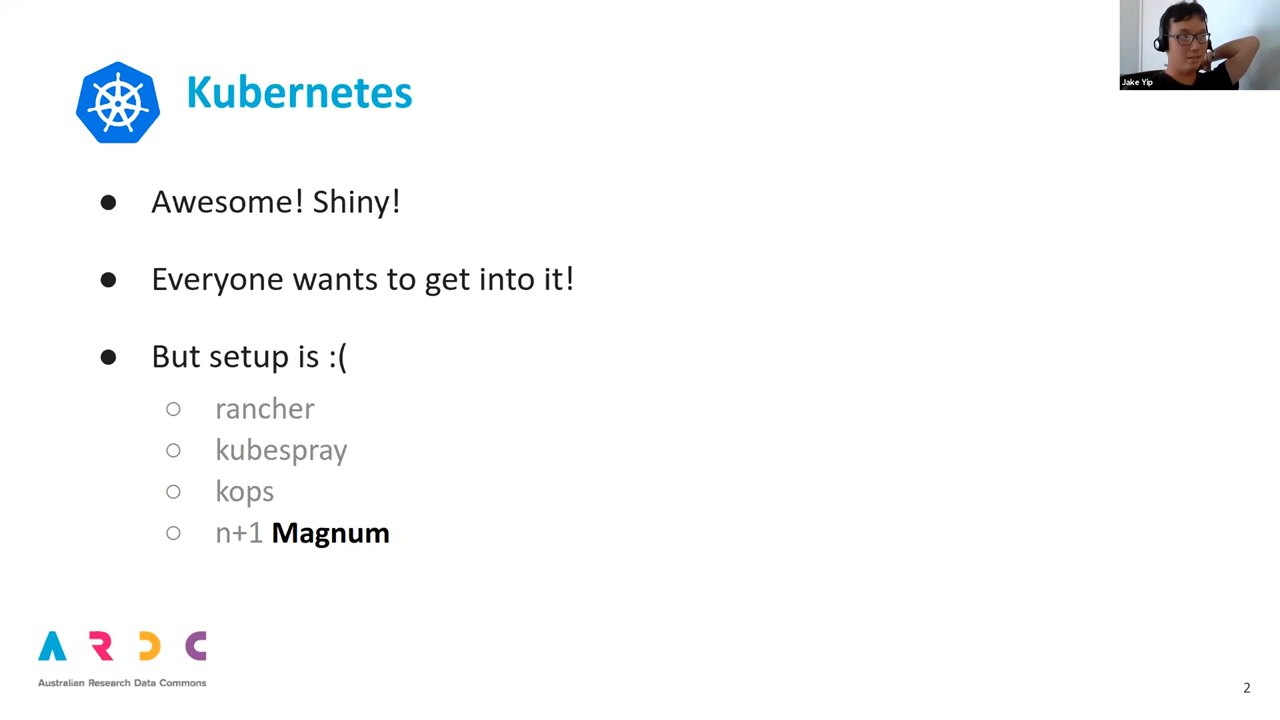 Jake Yip
Kubernetes
● Awesome! Shiny!
● Everyone wants to get into it!
● But setup is :(
○ rancher
○ kubespray
○ kops
○ n+1 Magnum
ARDC
Australian Research Data Commons
2